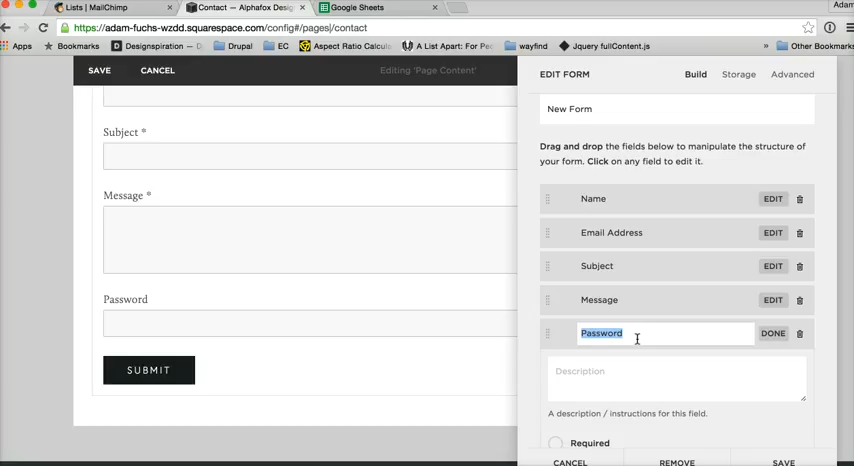 Lists | MailChimp
Contact — Alphafox Desig
Google Sheets
Adam
https://adam-fuchs-wzdd.squarespace.com/config#/pages|/contact
Apps
Bookmarks
Designspiration — D
Drupal
EC
Aspect Ratio Calcula
A List Apart: For Peo
wayfind
Jquery fullContent.js
»
Other Bookmarks
SAVE
CANCEL
Editing 'Page Content'
Subject *
Message *
Password
SUBMIT
EDIT FORM
Build
Storage
Advanced
New Form
Drag and drop the fields below to manipulate the structure of
your form. Click on any field to edit it.
Name EDIT
Email Address EDIT
Subject EDIT
Message EDIT
Password DONE
Description
A description / instructions for this field.
Required
CANCEL
REMOVE
SAVE